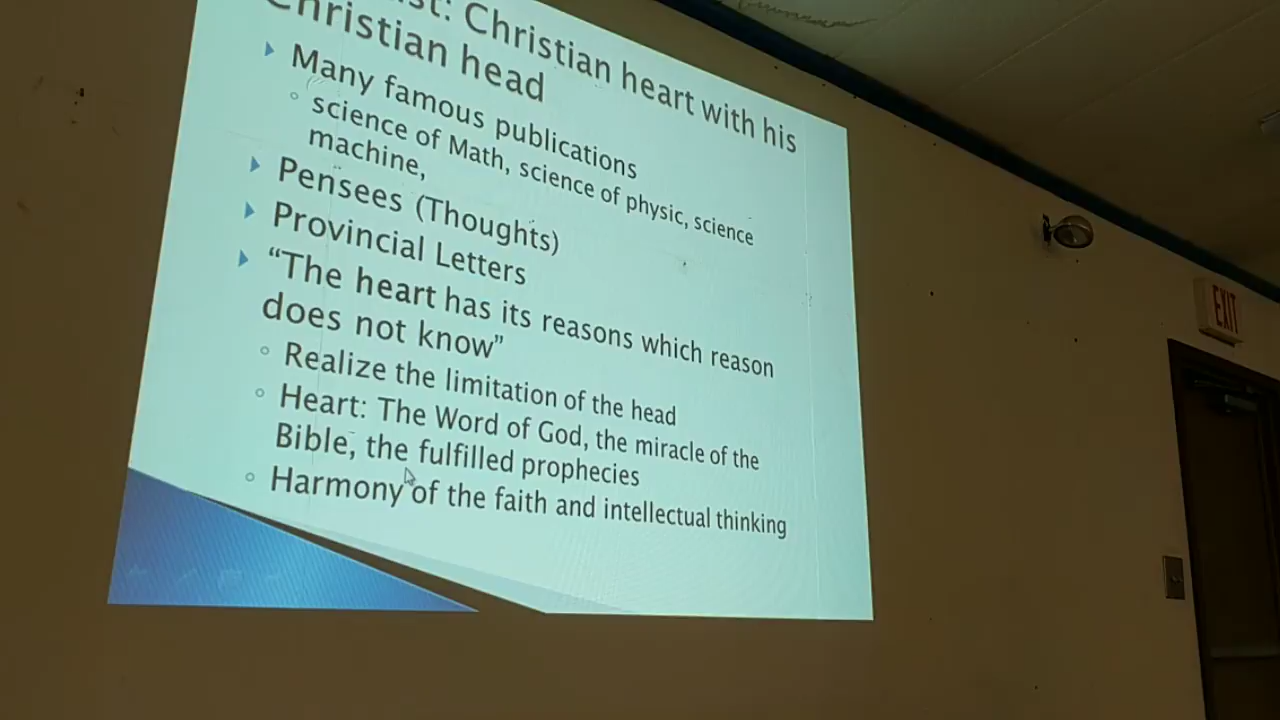 Christian heart with his
Christian head
Many famous publications
science of Math, science of physic, science
machine,
Pensees (Thoughts)
Provincial Letters
“The heart has its reasons which reason
does not know”
Realize the limitation of the head
Heart: The Word of God, the miracle of the
Bible, the fulfilled prophecies
Harmony of the faith and intellectual thinking
EXIT